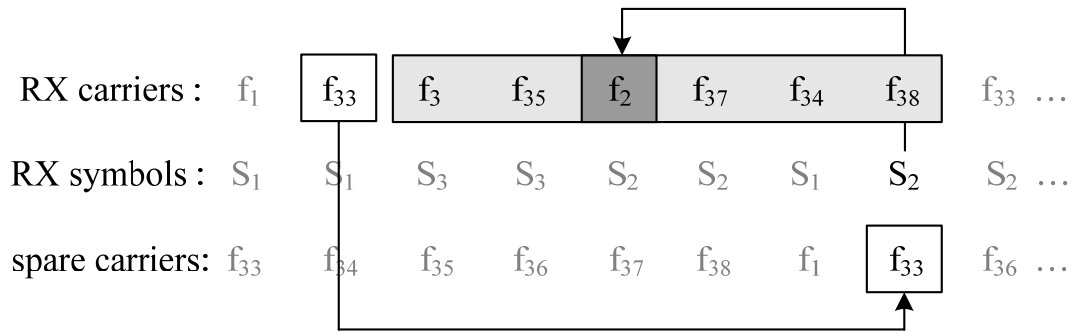 RX carriers : f₁ f₃₃ f₃ f₃₅ f₂ f₃₇ f₃₄ f₃₈ f₃₃ ...
RX symbols : S₁ S₁ S₃ S₃ S₂ S₂ S₁ S₂ S₂ ...
spare carriers: f₃₃ f₃₄ f₃₅ f₃₆ f₃₇ f₃₈ f₁ f₃₃ f₃₆ ...